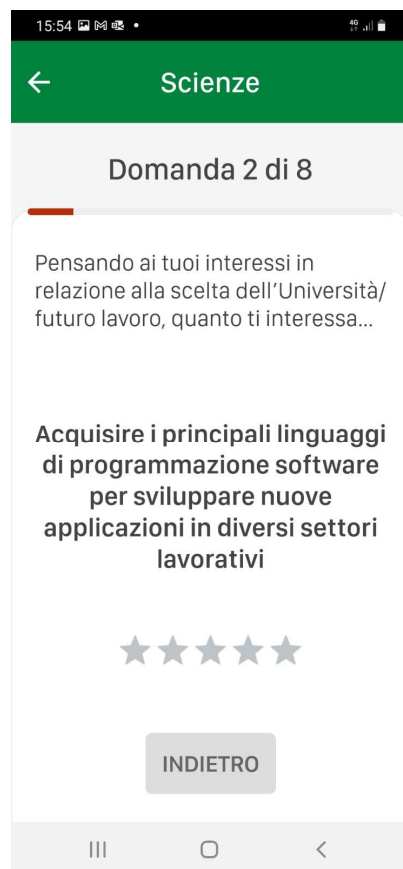 15:54
4G
Scienze
Domanda 2 di 8
Pensando ai tuoi interessi in
relazione alla scelta dell'Università/
futuro lavoro, quanto ti interessa...
Acquisire i principali linguaggi
di programmazione software
per sviluppare nuove
applicazioni in diversi settori
lavorativi
INDIETRO